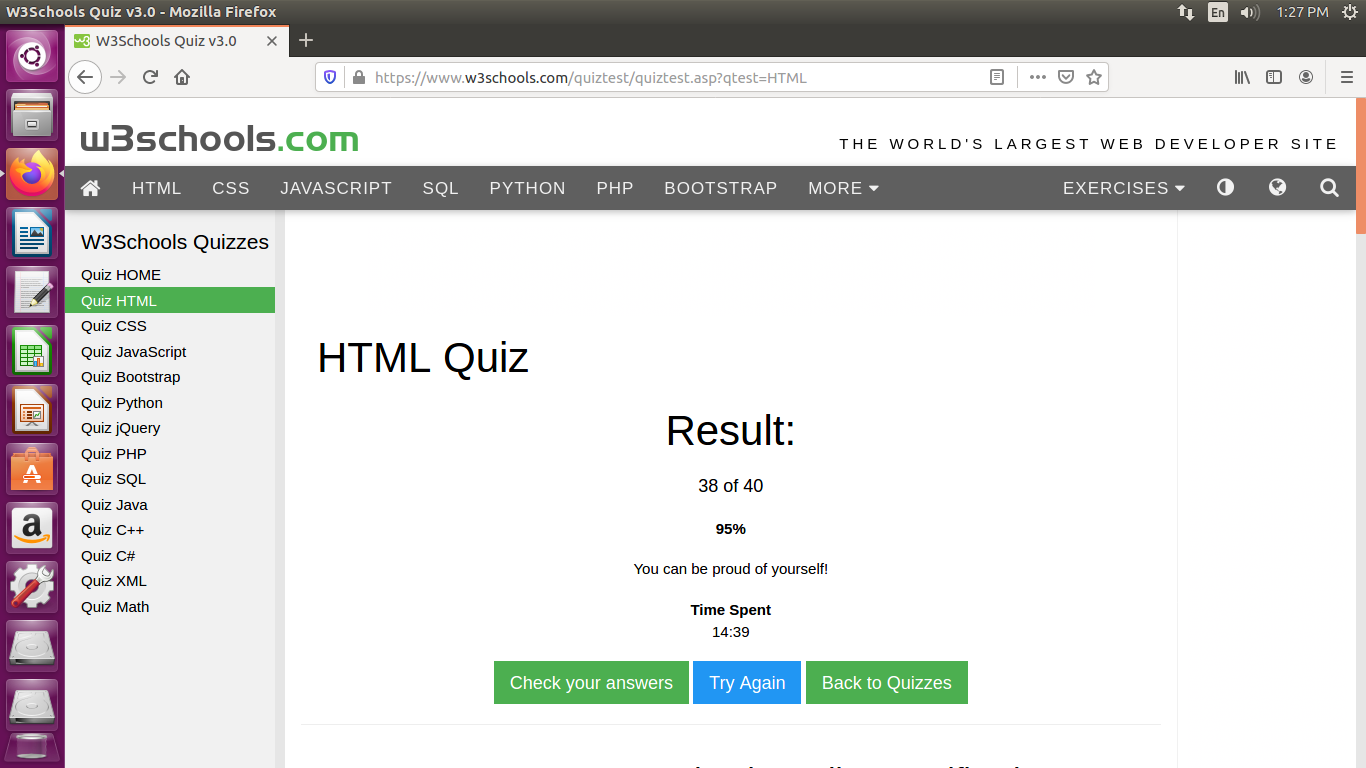 W3Schools Quiz v3.0 - Mozilla Firefox
En
1:27 PM
W3Schools Quiz v3.0
https://www.w3schools.com/quiztest/quiztest.asp?qtest=HTML
w3schools.com
THE WORLD'S LARGEST WEB DEVELOPER SITE
HTML CSS JAVASCRIPT SQL PYTHON PHP BOOTSTRAP MORE EXERCISES
W3Schools Quizzes
Quiz HOME
Quiz HTML
Quiz CSS
Quiz JavaScript
Quiz Bootstrap
Quiz Python
Quiz jQuery
Quiz PHP
Quiz SQL
Quiz Java
Quiz C++
Quiz C#
Quiz XML
Quiz Math
HTML Quiz
Result:
38 of 40
95%
You can be proud of yourself!
Time Spent
14:39
Check your answers Try Again Back to Quizzes